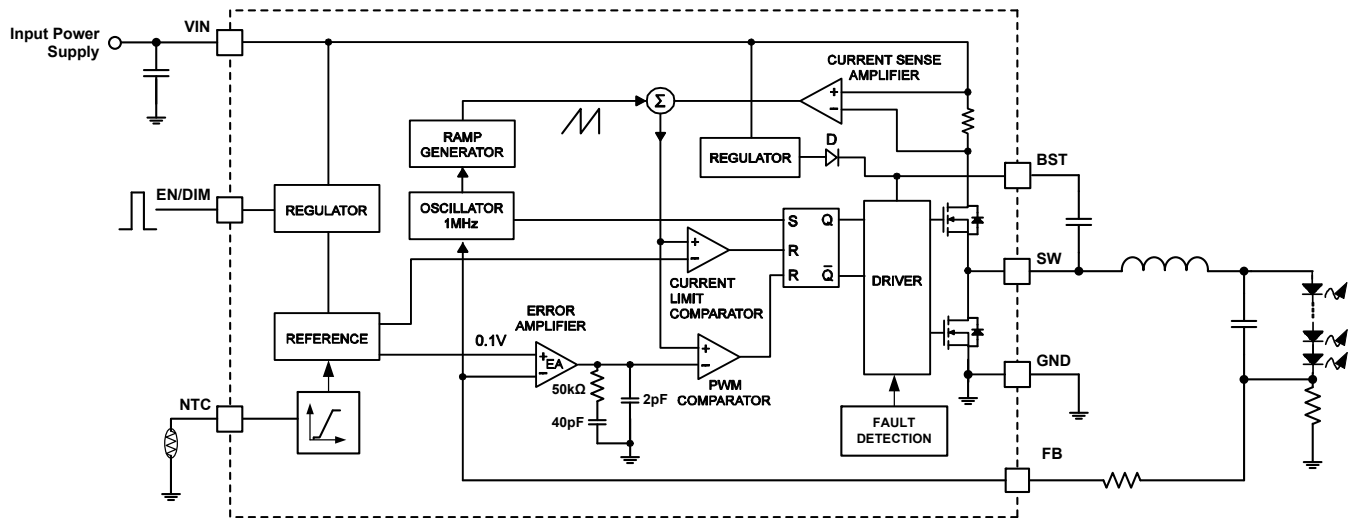 Input Power
Supply
VIN
CURRENT SENSE
AMPLIFIER
+
−
Σ
RAMP
GENERATOR
REGULATOR
D
BST
EN/DIM
REGULATOR
OSCILLATOR
1MHz
S
Q
R
R
Q̅
DRIVER
SW
+
−
CURRENT
LIMIT
COMPARATOR
REFERENCE
ERROR
AMPLIFIER
0.1V
+
−
EA
+
−
PWM
COMPARATOR
GND
50kΩ
2pF
40pF
NTC
FAULT
DETECTION
FB